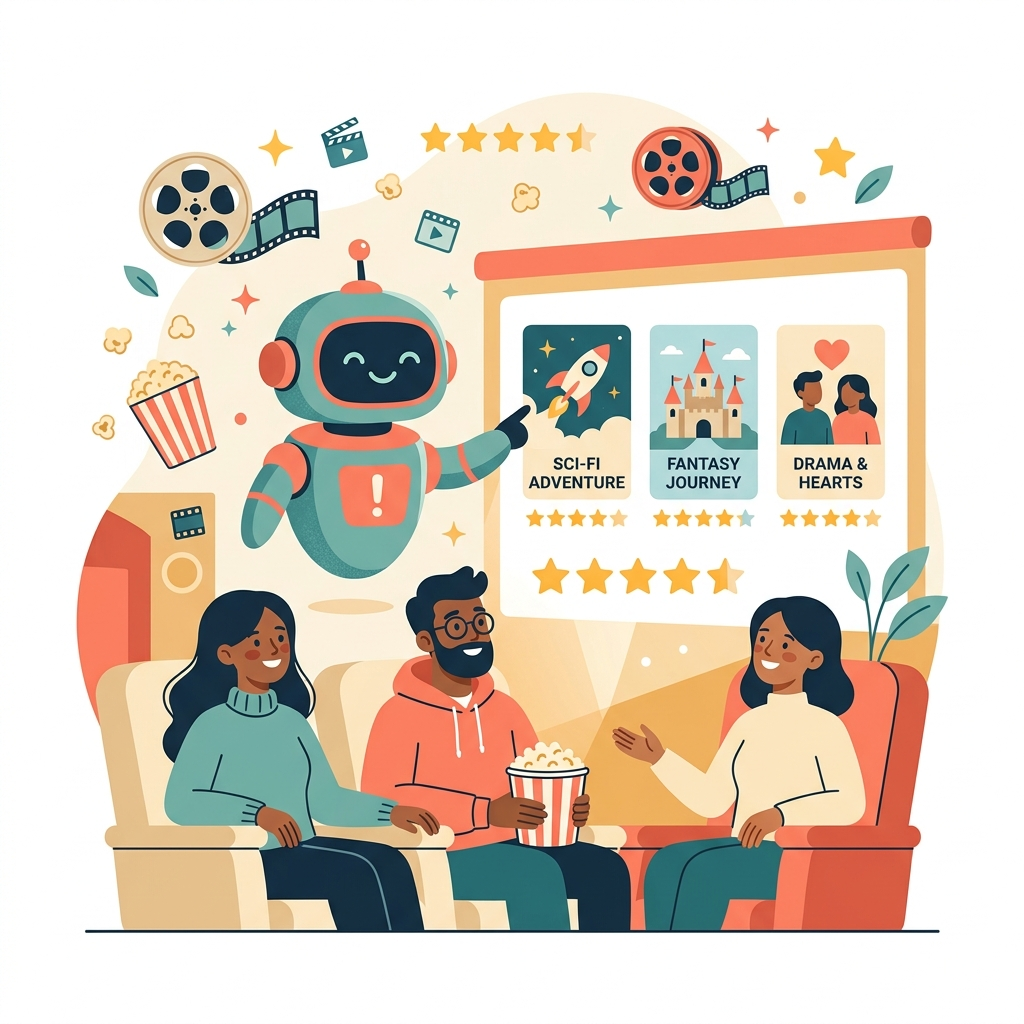 !
SCI-FI
ADVENTURE
FANTASY
JOURNEY
DRAMA &
HEARTS